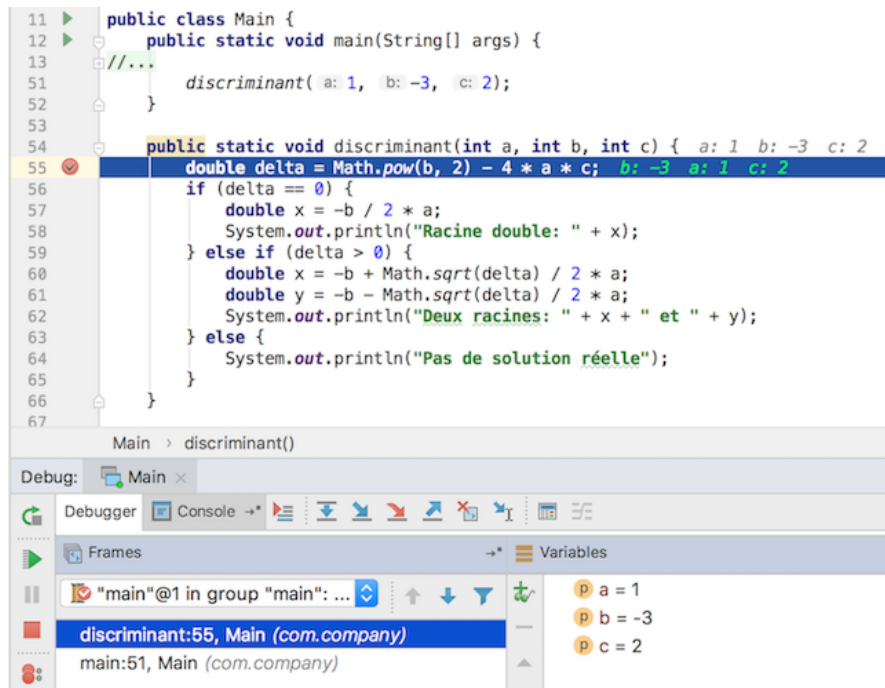 11 public class Main {
12 public static void main(String[] args) {
13 //...
51 discriminant( a: 1, b: -3, c: 2);
52 }
53
54 public static void discriminant(int a, int b, int c) { a: 1 b: -3 c: 2
55 double delta = Math.pow(b, 2) - 4 * a * c; b: -3 a: 1 c: 2
56 if (delta == 0) {
57 double x = -b / 2 * a;
58 System.out.println("Racine double: " + x);
59 } else if (delta > 0) {
60 double x = -b + Math.sqrt(delta) / 2 * a;
61 double y = -b - Math.sqrt(delta) / 2 * a;
62 System.out.println("Deux racines: " + x + " et " + y);
63 } else {
64 System.out.println("Pas de solution réelle");
65 }
66 }
67
Main › discriminant()
Debug: Main ×
Debugger Console
Frames
Variables
"main"@1 in group "main": ...
a = 1
b = -3
discriminant:55, Main (com.company)
c = 2
main:51, Main (com.company)